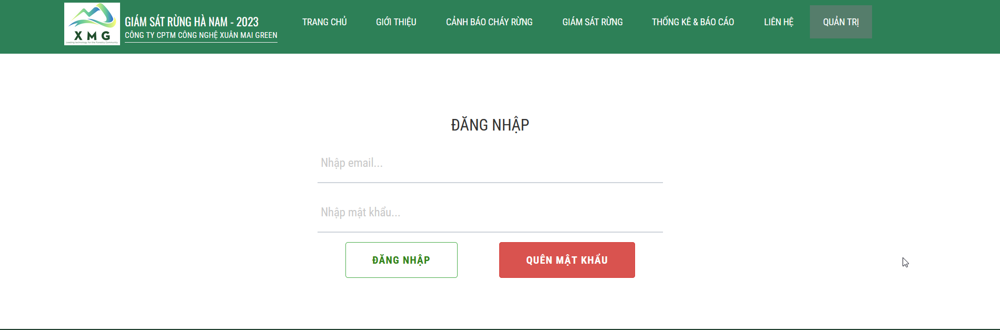 XMG
Leading technology for the Forestry Community
GIÁM SÁT RỪNG HÀ NAM - 2023
CÔNG TY CPTM CÔNG NGHỆ XUÂN MAI GREEN
TRANG CHỦ
GIỚI THIỆU
CẢNH BÁO CHÁY RỪNG
GIÁM SÁT RỪNG
THỐNG KÊ & BÁO CÁO
LIÊN HỆ
QUẢN TRỊ
ĐĂNG NHẬP
Nhập email...
Nhập mật khẩu...
ĐĂNG NHẬP
QUÊN MẬT KHẨU